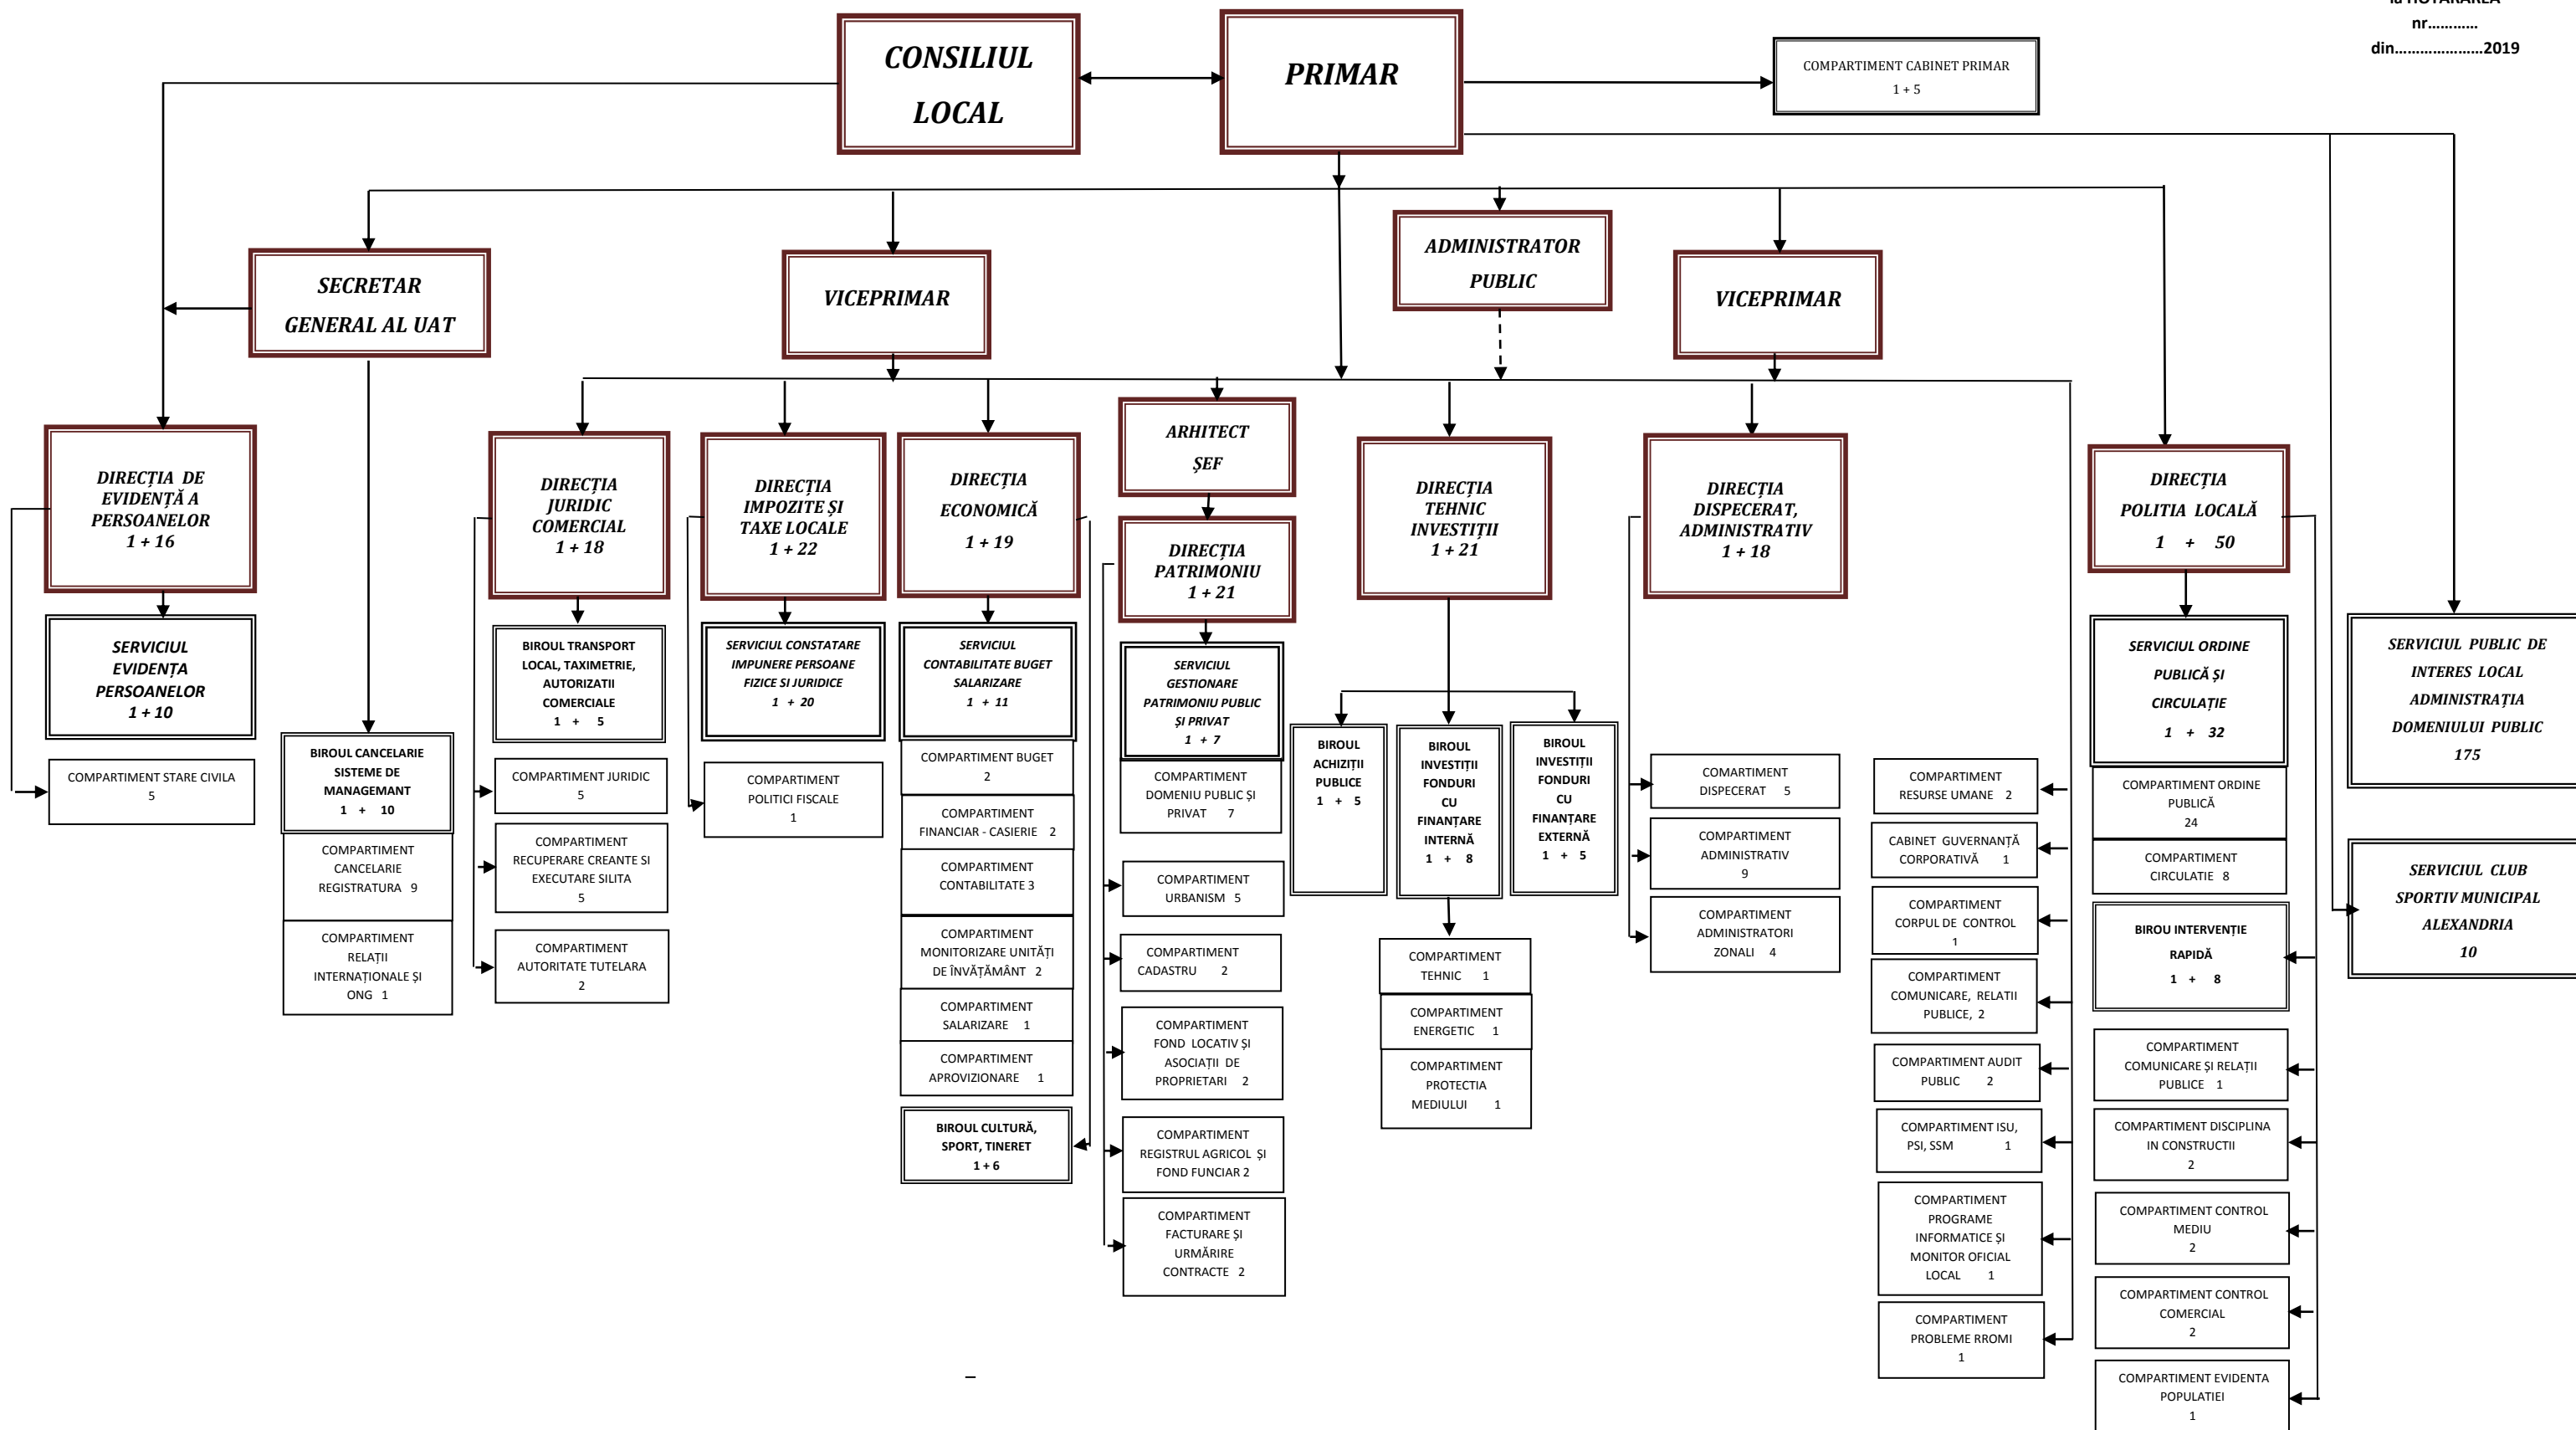 la HOTĂRÂREA
nr............
din.....................2019
CONSILIUL
LOCAL
PRIMAR
COMPARTIMENT CABINET PRIMAR
1 + 5
SECRETAR
GENERAL AL UAT
VICEPRIMAR
ADMINISTRATOR
PUBLIC
VICEPRIMAR
DIRECȚIA DE
EVIDENȚĂ A
PERSOANELOR
1 + 16
SERVICIUL
EVIDENȚA
PERSOANELOR
1 + 10
COMPARTIMENT STARE CIVILA
5
BIROUL CANCELARIE
SISTEME DE
MANAGEMANT
1 + 10
COMPARTIMENT
CANCELARIE
REGISTRATURA 9
COMPARTIMENT
RELAȚII
INTERNAȚIONALE ȘI
ONG 1
DIRECȚIA
JURIDIC
COMERCIAL
1 + 18
BIROUL TRANSPORT
LOCAL, TAXIMETRIE,
AUTORIZATII
COMERCIALE
1 + 5
COMPARTIMENT JURIDIC
5
COMPARTIMENT
RECUPERARE CREANTE SI
EXECUTARE SILITA
5
COMPARTIMENT
AUTORITATE TUTELARA
2
DIRECȚIA
IMPOZITE ȘI
TAXE LOCALE
1 + 22
SERVICIUL CONSTATARE
IMPUNERE PERSOANE
FIZICE SI JURIDICE
1 + 20
COMPARTIMENT
POLITICI FISCALE
1
DIRECȚIA
ECONOMICĂ
1 + 19
SERVICIUL
CONTABILITATE BUGET
SALARIZARE
1 + 11
COMPARTIMENT BUGET
2
COMPARTIMENT
FINANCIAR - CASIERIE 2
COMPARTIMENT
CONTABILITATE 3
COMPARTIMENT
MONITORIZARE UNITĂȚI
DE ÎNVĂȚĂMÂNT 2
COMPARTIMENT
SALARIZARE 1
COMPARTIMENT
APROVIZIONARE 1
BIROUL CULTURĂ,
SPORT, TINERET
1 + 6
ARHITECT
ȘEF
DIRECȚIA
PATRIMONIU
1 + 21
SERVICIUL
GESTIONARE
PATRIMONIU PUBLIC
ȘI PRIVAT
1 + 7
COMPARTIMENT
DOMENIU PUBLIC ȘI
PRIVAT 7
COMPARTIMENT
URBANISM 5
COMPARTIMENT
CADASTRU 2
COMPARTIMENT
FOND LOCATIV ȘI
ASOCIAȚII DE
PROPRIETARI 2
COMPARTIMENT
REGISTRUL AGRICOL ȘI
FOND FUNCIAR 2
COMPARTIMENT
FACTURARE ȘI
URMĂRIRE
CONTRACTE 2
DIRECȚIA
TEHNIC
INVESTIȚII
1 + 21
BIROUL
ACHIZIȚII
PUBLICE
1 + 5
BIROUL
INVESTIȚII
FONDURI
CU
FINANȚARE
INTERNĂ
1 + 8
BIROUL
INVESTIȚII
FONDURI
CU
FINANȚARE
EXTERNĂ
1 + 5
COMPARTIMENT
TEHNIC 1
COMPARTIMENT
ENERGETIC 1
COMPARTIMENT
PROTECTIA
MEDIULUI 1
DIRECȚIA
DISPECERAT,
ADMINISTRATIV
1 + 18
COMARTIMENT
DISPECERAT 5
COMPARTIMENT
ADMINISTRATIV
9
COMPARTIMENT
ADMINISTRATORI
ZONALI 4
COMPARTIMENT
RESURSE UMANE 2
CABINET GUVERNANȚĂ
CORPORATIVĂ 1
COMPARTIMENT
CORPUL DE CONTROL
1
COMPARTIMENT
COMUNICARE, RELATII
PUBLICE, 2
COMPARTIMENT AUDIT
PUBLIC 2
COMPARTIMENT ISU,
PSI, SSM 1
COMPARTIMENT
PROGRAME
INFORMATICE ȘI
MONITOR OFICIAL
LOCAL 1
COMPARTIMENT
PROBLEME RROMI
1
DIRECȚIA
POLITIA LOCALĂ
1 + 50
SERVICIUL ORDINE
PUBLICĂ ȘI
CIRCULAȚIE
1 + 32
COMPARTIMENT ORDINE
PUBLICĂ
24
COMPARTIMENT
CIRCULATIE 8
BIROU INTERVENȚIE
RAPIDĂ
1 + 8
COMPARTIMENT
COMUNICARE ȘI RELAȚII
PUBLICE 1
COMPARTIMENT DISCIPLINA
IN CONSTRUCTII
2
COMPARTIMENT CONTROL
MEDIU
2
COMPARTIMENT CONTROL
COMERCIAL
2
COMPARTIMENT EVIDENTA
POPULATIEI
1
SERVICIUL PUBLIC DE
INTERES LOCAL
ADMINISTRAȚIA
DOMENIULUI PUBLIC
175
SERVICIUL CLUB
SPORTIV MUNICIPAL
ALEXANDRIA
10